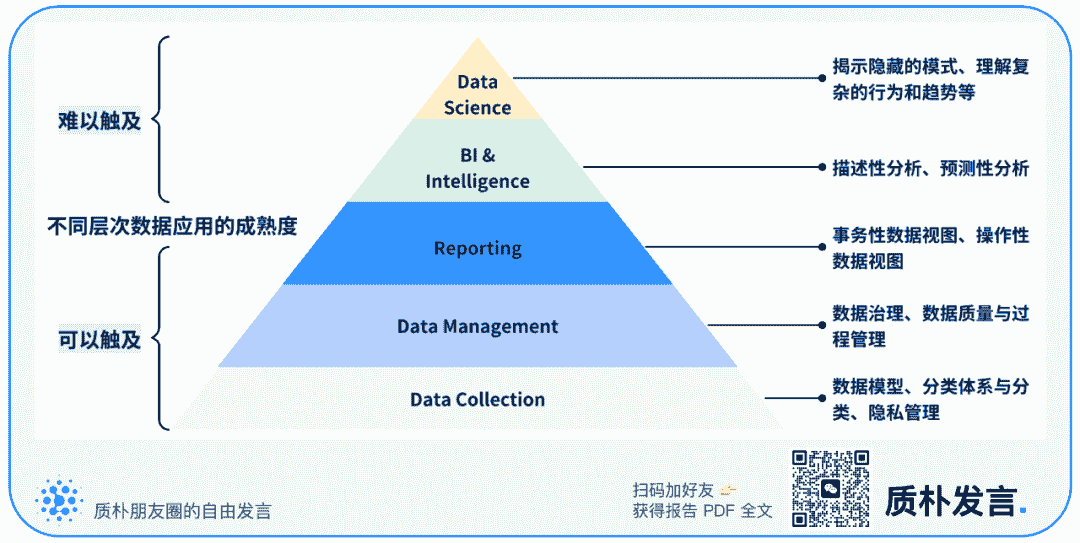 难以触及
不同层次数据应用的成熟度
可以触及
Data
Science
BI &
Intelligence
Reporting
Data Management
Data Collection
揭示隐藏的模式、理解复
杂的行为和趋势等
描述性分析、预测性分析
事务性数据视图、操作性
数据视图
数据治理、数据质量与过
程管理
数据模型、分类体系与分
类、隐私管理
质朴朋友圈的自由发言
扫码加好友 👉
获得报告 PDF 全文
质朴发言.